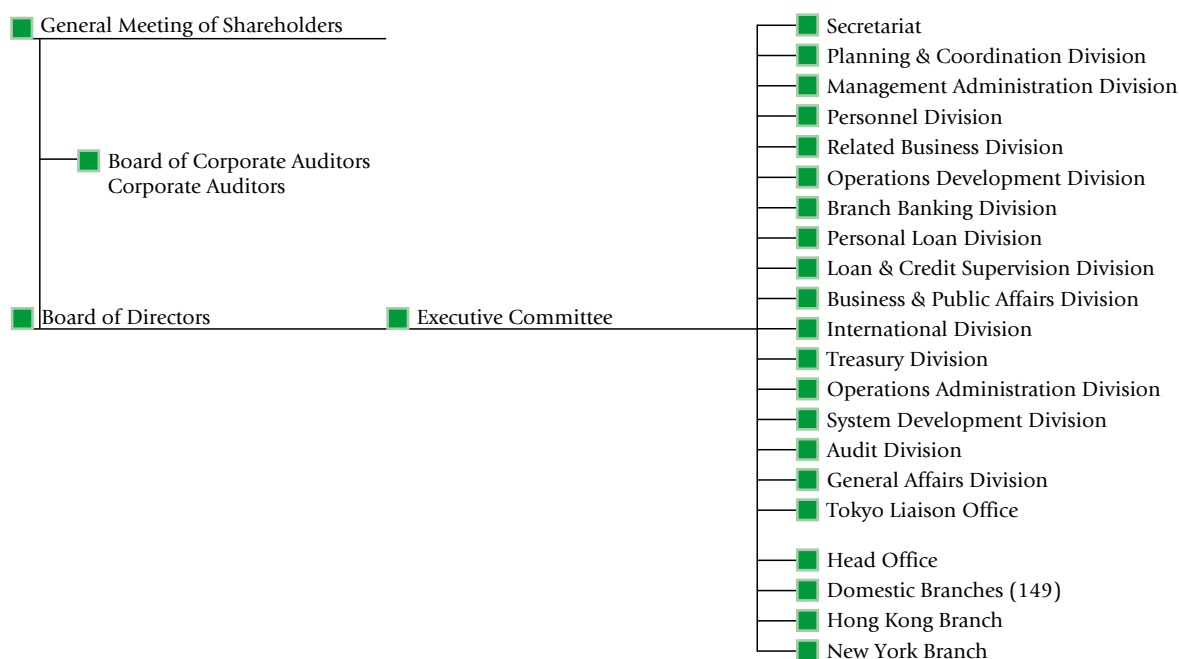 General Meeting of Shareholders
Board of Corporate Auditors
Corporate Auditors
Board of Directors
Executive Committee
Secretariat
Planning & Coordination Division
Management Administration Division
Personnel Division
Related Business Division
Operations Development Division
Branch Banking Division
Personal Loan Division
Loan & Credit Supervision Division
Business & Public Affairs Division
International Division
Treasury Division
Operations Administration Division
System Development Division
Audit Division
General Affairs Division
Tokyo Liaison Office
Head Office
Domestic Branches (149)
Hong Kong Branch
New York Branch